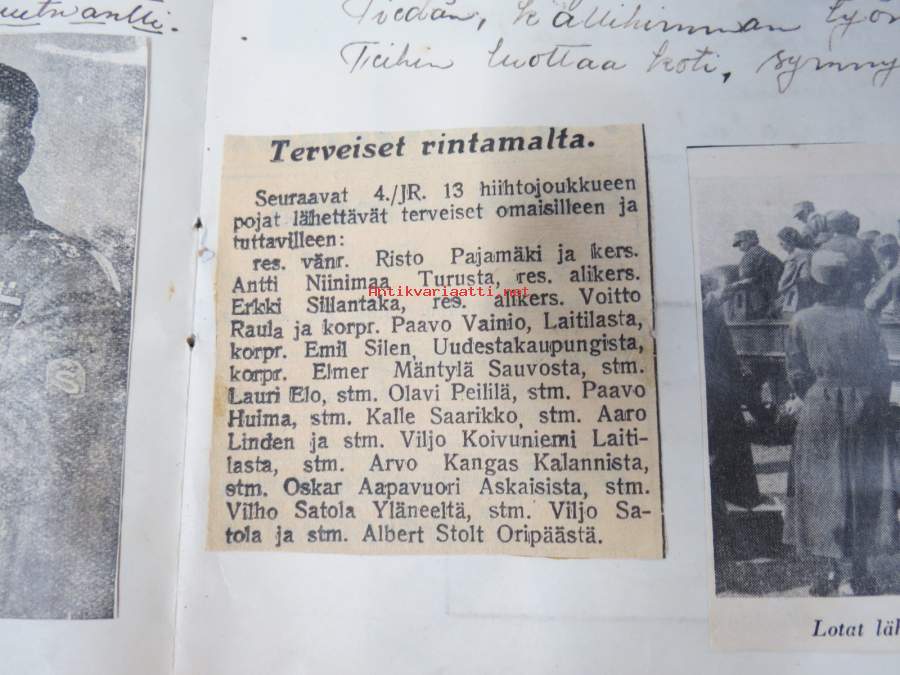 Tiedän,
Teihin luottaa koti,
Terveiset rintamalta.
Seuraavat 4./JR. 13 hiihtojoukkueen
pojat lähettävät terveiset omaisilleen ja
tuttavilleen:
res. vänr. Risto Pajamäki ja kers.
Antti Niinimaa Turusta, res. alikers.
Antikvariaatti.net
Erkki Sillantaka, res. alikers. Voitto
Raula ja korpr. Paavo Vainio, Laitilasta,
korpr. Emil Silen, Uudestakaupungista,
korpr. Elmer Mäntylä Sauvosta, stm.
Lauri Elo, stm. Olavi Peililä, stm. Paavo
Huima, stm. Kalle Saarikko, stm. Aaro
Linden ja stm. Viljo Koivuniemi Laiti-
lasta, stm. Arvo Kangas Kalannista,
stm. Oskar Aapavuori Askaisista, stm.
Vilho Satola Yläneeltä, stm. Viljo Sa-
tola ja stm. Albert Stolt Oripäästä.
Lotat